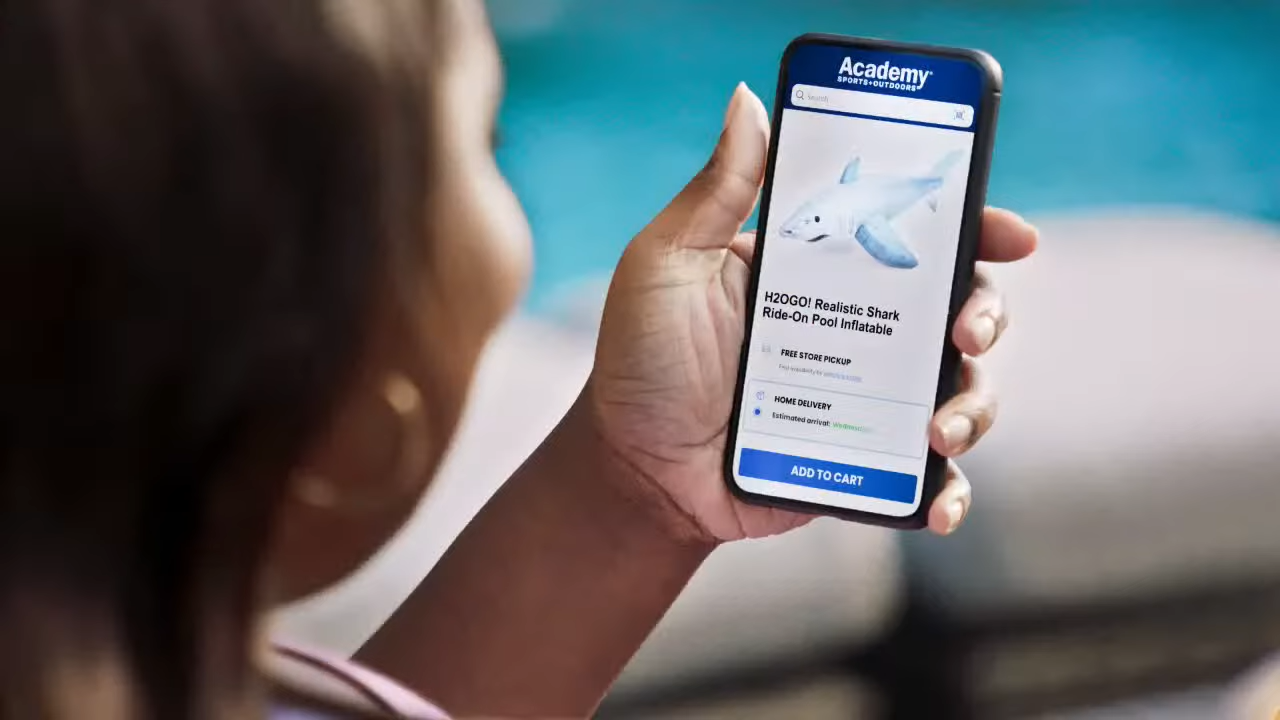 Academy
SPORTS+OUTDOORS
Search
H2OGO! Realistic Shark
Ride-On Pool Inflatable
FREE STORE PICKUP
HOME DELIVERY
Estimated arrival:
ADD TO CART